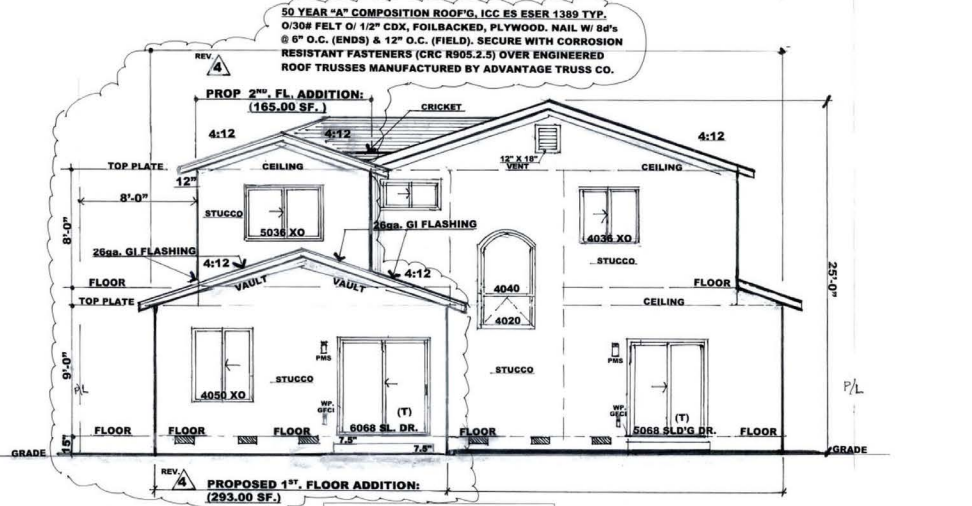 50 YEAR "A" COMPOSITION ROOF'G, ICC ES ESER 1389 TYP.
O/30# FELT O/ 1/2" CDX, FOILBACKED, PLYWOOD. NAIL W/ 8d's
@ 6" O.C. (ENDS) & 12" O.C. (FIELD). SECURE WITH CORROSION
RESISTANT FASTENERS (CRC R905.2.5) OVER ENGINEERED
ROOF TRUSSES MANUFACTURED BY ADVANTAGE TRUSS CO.
REV.
4
PROP 2ND. FL. ADDITION:
(165.00 SF.)
CRICKET
4:12
4:12
4:12
12" X 18"
VENT
TOP PLATE
CEILING
CEILING
12"
8'-0"
8'-0"
STUCCO
5036 XO
4036 XO
26ga. GI FLASHING
26ga. GI FLASHING
STUCCO
4:12
4:12
FLOOR
VAULT
VAULT
FLOOR
25'-0"
4040
TOP PLATE
CEILING
4020
9'-0"
PMS
PMS
STUCCO
STUCCO
P/L
P/L
4050 XO
WP.
GFCI
WP.
GFCI
(T)
(T)
6068 SL. DR.
5068 SLD'G DR.
FLOOR
FLOOR
FLOOR
FLOOR
FLOOR
15"
7.5"
7.5"
GRADE
GRADE
REV.
4
PROPOSED 1ST. FLOOR ADDITION:
(293.00 SF.)